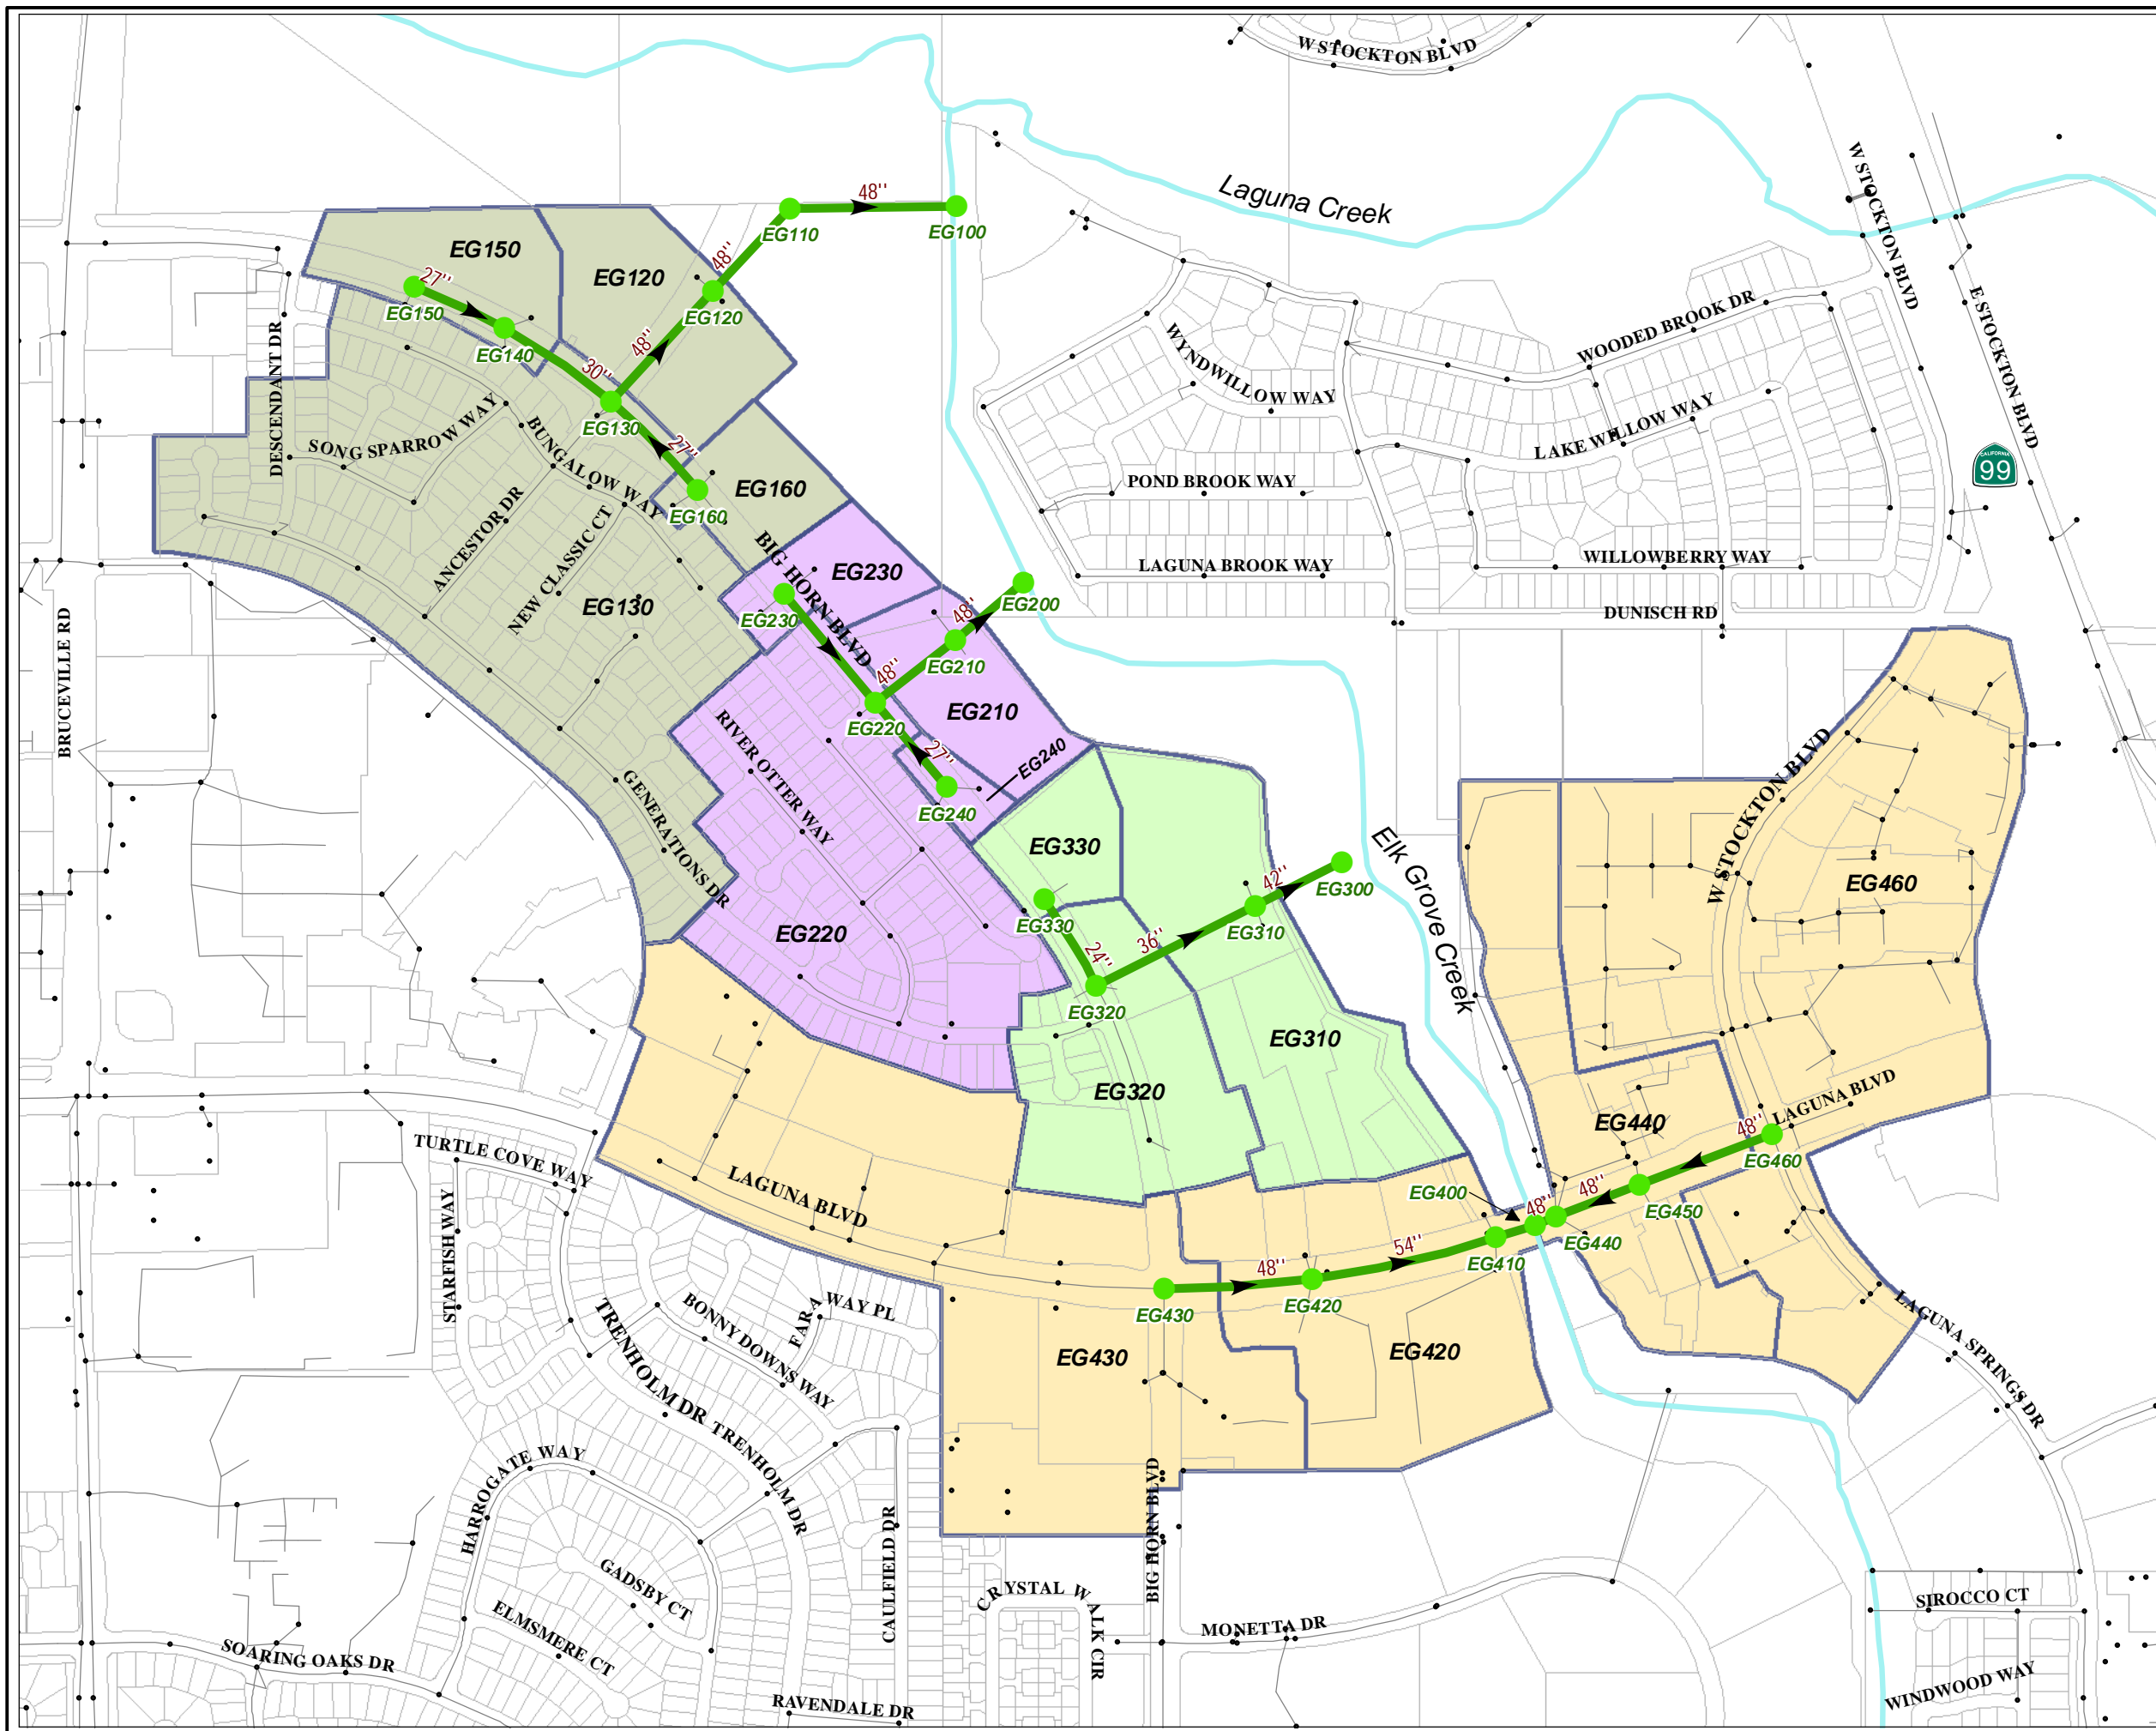 W STOCKTON BLVD
Laguna Creek
W STOCKTON BLVD
E STOCKTON BLVD
CALIFORNIA
99
48''
EG110
EG100
48''
EG150
EG120
27''
EG150
EG120
48''
EG140
30''
EG130
27''
EG160
EG160
DESCENDANT DR
SONG SPARROW WAY
BUNGALOW WAY
ANCESTOR DR
NEW CLASSIC CT
EG130
WYNDWILLOW WAY
WOODED BROOK DR
LAKE WILLOW WAY
POND BROOK WAY
LAGUNA BROOK WAY
WILLOWBERRY WAY
DUNISCH RD
BIG HORN BLVD
EG230
EG230
48''
EG200
EG210
48''
EG220
EG210
27''
EG240
EG240
BRUCEVILLE RD
RIVER OTTER WAY
GENERATIONS DR
EG220
EG330
EG330
24''
36''
42''
EG300
EG310
EG320
EG310
EG320
Elk Grove Creek
W STOCKTON BLVD
EG460
EG440
LAGUNA BLVD
48''
EG460
48''
EG450
48''
EG400
EG440
EG410
54''
48''
EG420
EG430
EG430
EG420
LAGUNA BLVD
TURTLE COVE WAY
STARFISH WAY
BONNY DOWNS WAY
FARA WAY PL
TRENHOLM DR
TRENHOLM DR
HARROGATE WAY
GADSBY CT
ELMSMERE CT
SOARING OAKS DR
CAULFIELD DR
RAVENDALE DR
CRYSTAL WALK CIR
BIG HORN BLVD
MONETTA DR
LAGUNA SPRINGS DR
SIROCCO CT
WINDWOOD WAY